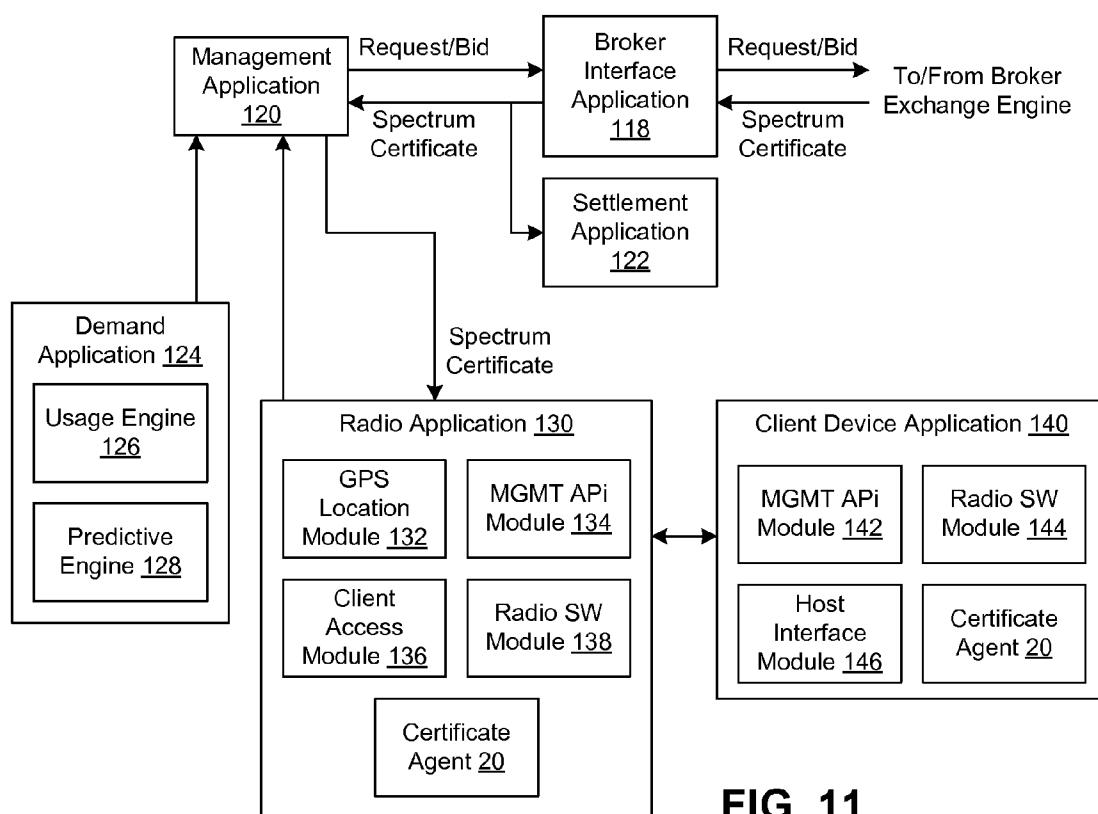 Management
Application
120
Request/Bid
Broker
Interface
Application
118
Request/Bid
To/From Broker
Exchange Engine
Spectrum
Certificate
Spectrum
Certificate
Settlement
Application
122
Demand
Application 124
Usage Engine
126
Predictive
Engine 128
Spectrum
Certificate
Radio Application 130
GPS
Location
Module 132
MGMT APi
Module 134
Client
Access
Module 136
Radio SW
Module 138
Certificate
Agent 20
Client Device Application 140
MGMT APi
Module 142
Radio SW
Module 144
Host
Interface
Module 146
Certificate
Agent 20
FIG. 11